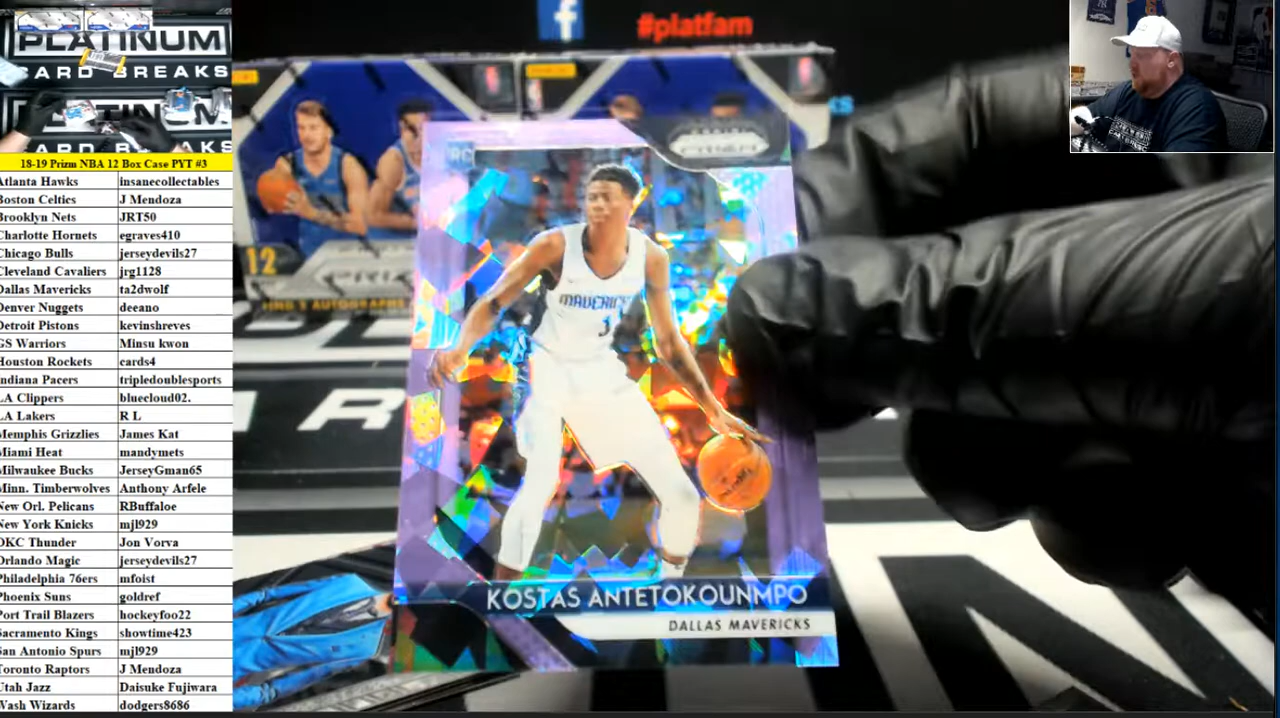 PLATINUM
CARD BREAKS
18-19 Prizm NBA 12 Box Case PYT #3
Atlanta Hawks insanecollectables
Boston Celtics J Mendoza
Brooklyn Nets JRT50
Charlotte Hornets egraves410
Chicago Bulls jerseydevils27
Cleveland Cavaliers jrg1128
Dallas Mavericks ta2dwolf
Denver Nuggets deeano
Detroit Pistons kevinshreves
GS Warriors Minsu kwon
Houston Rockets cards4
Indiana Pacers tripledoublesports
LA Clippers bluecloud02.
LA Lakers R L
Memphis Grizzlies James Kat
Miami Heat mandymets
Milwaukee Bucks JerseyGman65
Minn. Timberwolves Anthony Arfele
New Orl. Pelicans RBuffaloe
New York Knicks mjl929
OKC Thunder Jon Vorva
Orlando Magic jerseydevils27
Philadelphia 76ers mfoist
Phoenix Suns goldref
Port Trail Blazers hockeyfoo22
Sacramento Kings showtime423
San Antonio Spurs mjl929
Toronto Raptors J Mendoza
Utah Jazz Daisuke Fujiwara
Wash Wizards dodgers8686
f
#platfam
12
RC
PRIZM
MAVERICKS
KOSTAS ANTETOKOUNMPO
DALLAS MAVERICKS